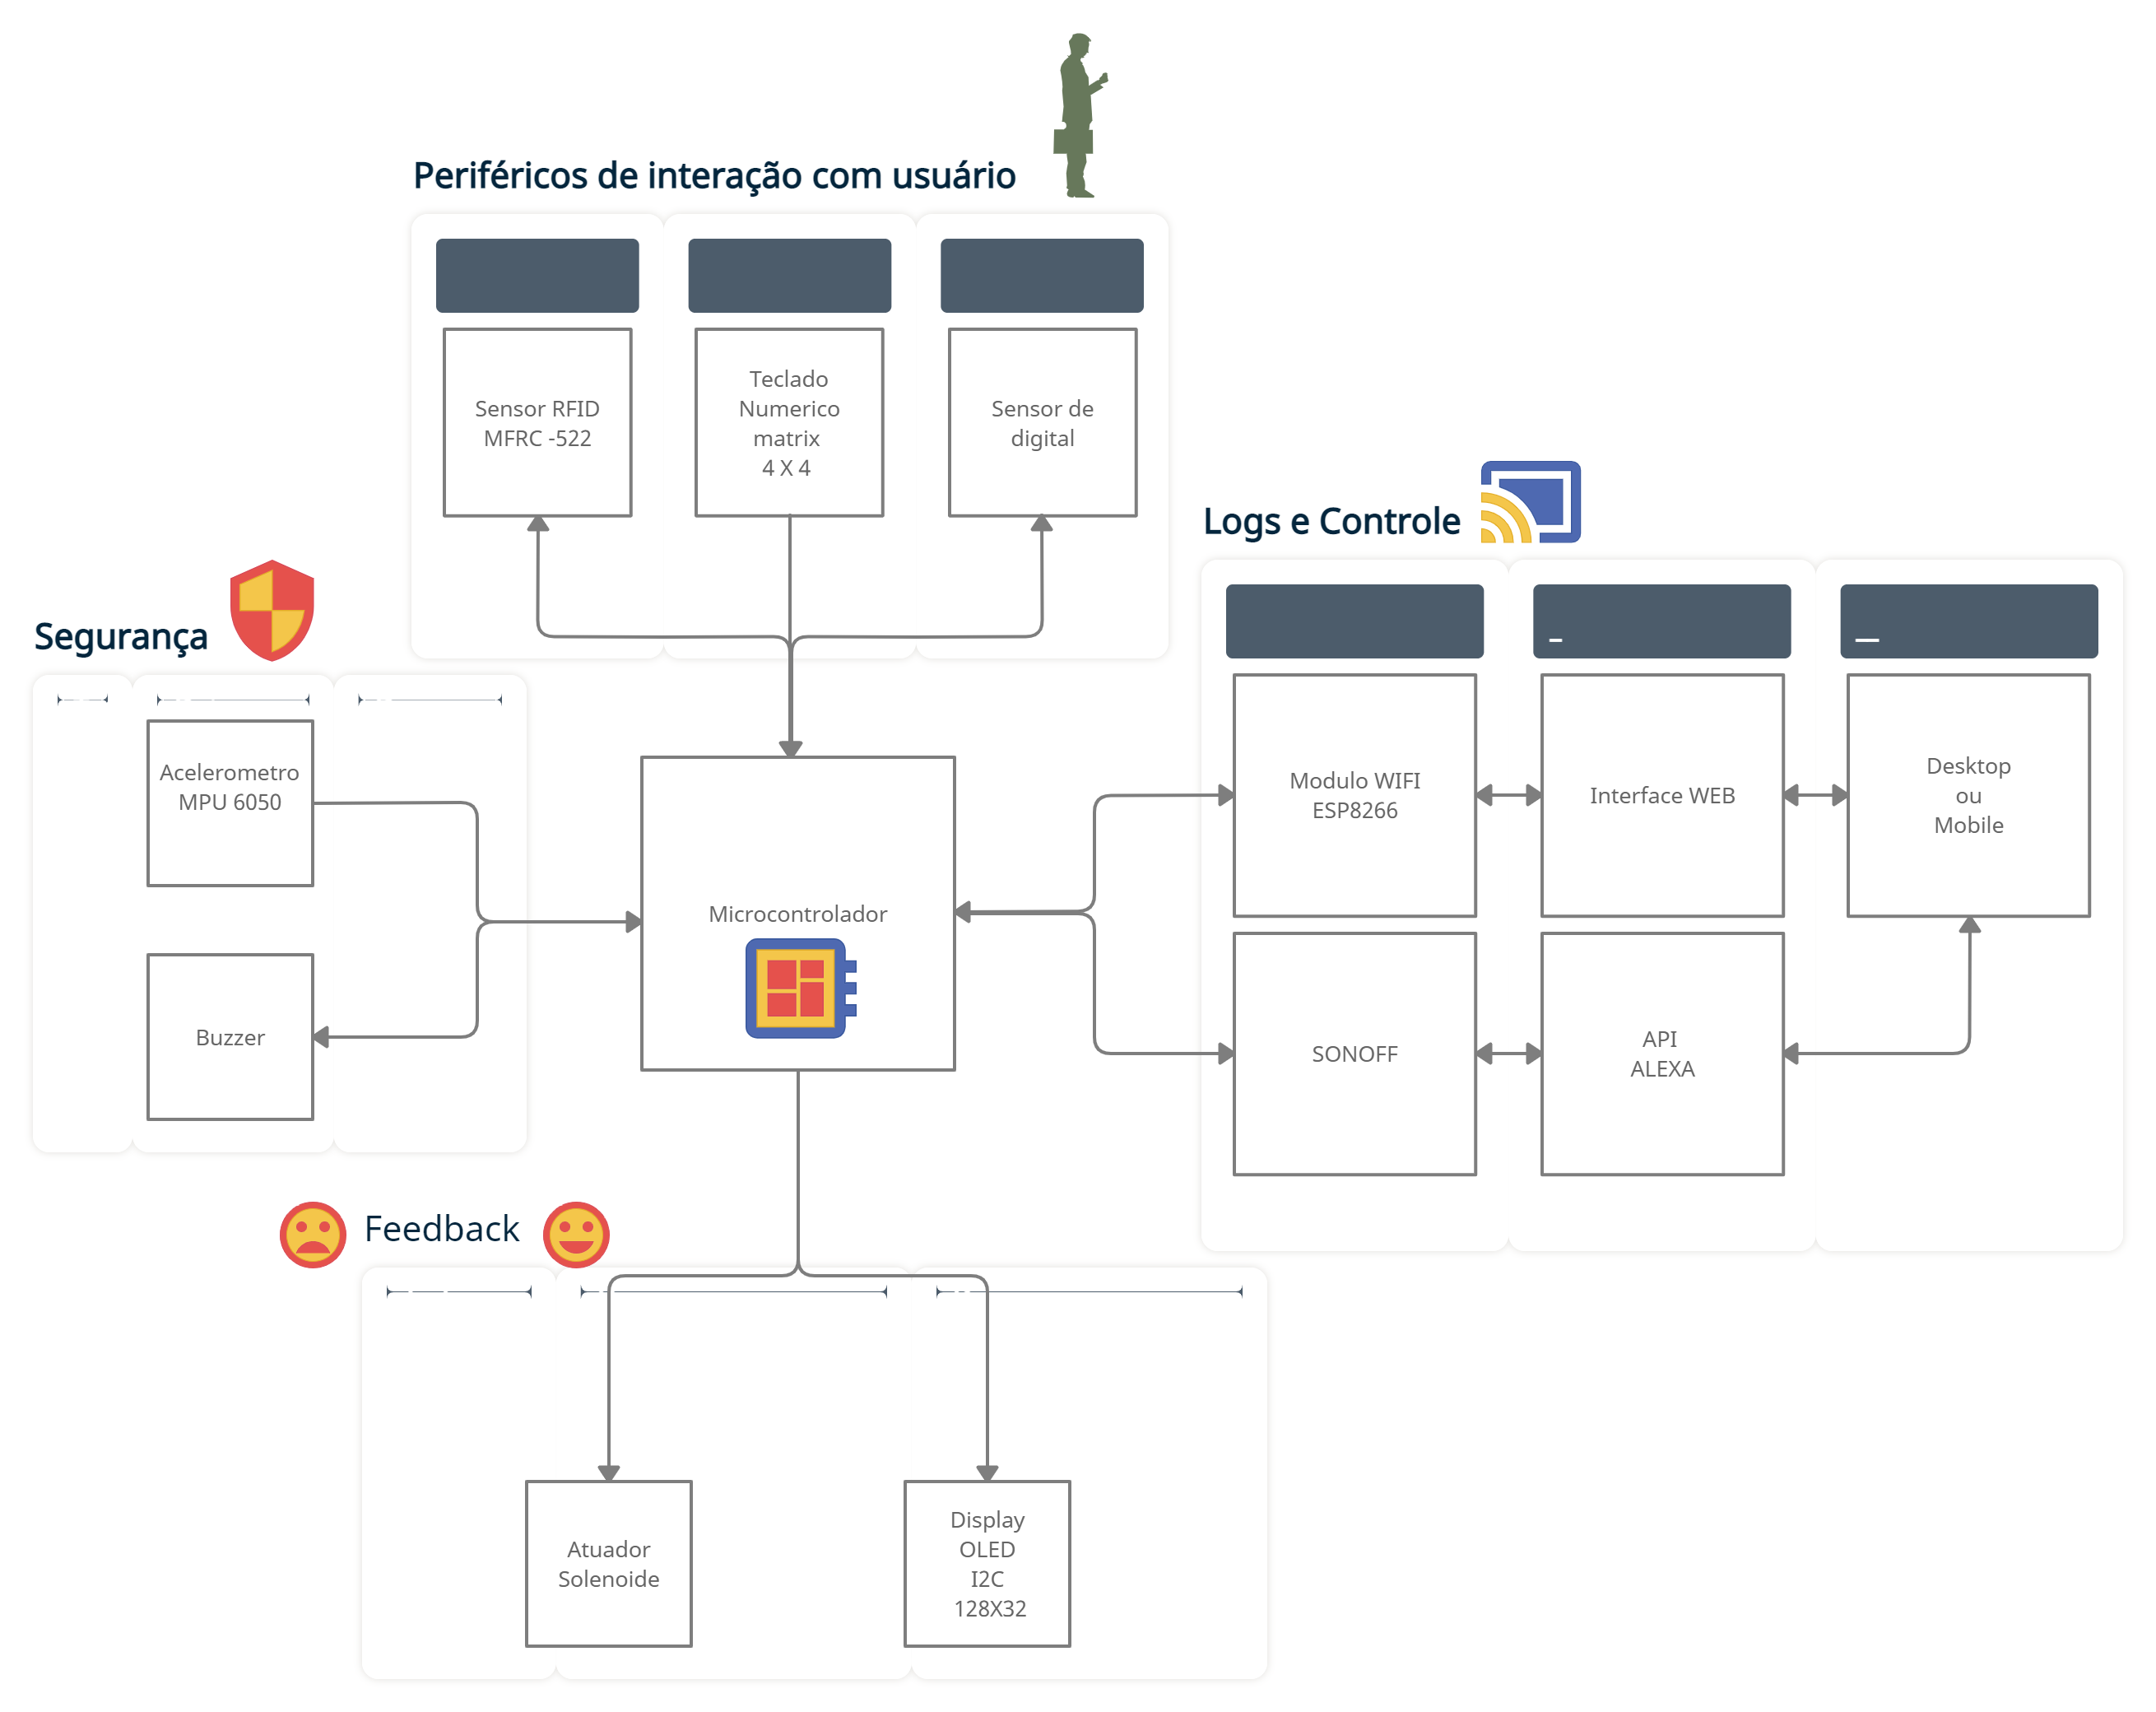 Periféricos de interação com usuário
Sensor RFID
MFRC -522
Teclado
Numerico
matrix
4 X 4
Sensor de
digital
Logs e Controle
Segurança
Acelerometro
MPU 6050
Buzzer
Microcontrolador
Modulo WIFI
ESP8266
Interface WEB
Desktop
ou
Mobile
SONOFF
API
ALEXA
Feedback
Atuador
Solenoide
Display
OLED
I2C
128X32